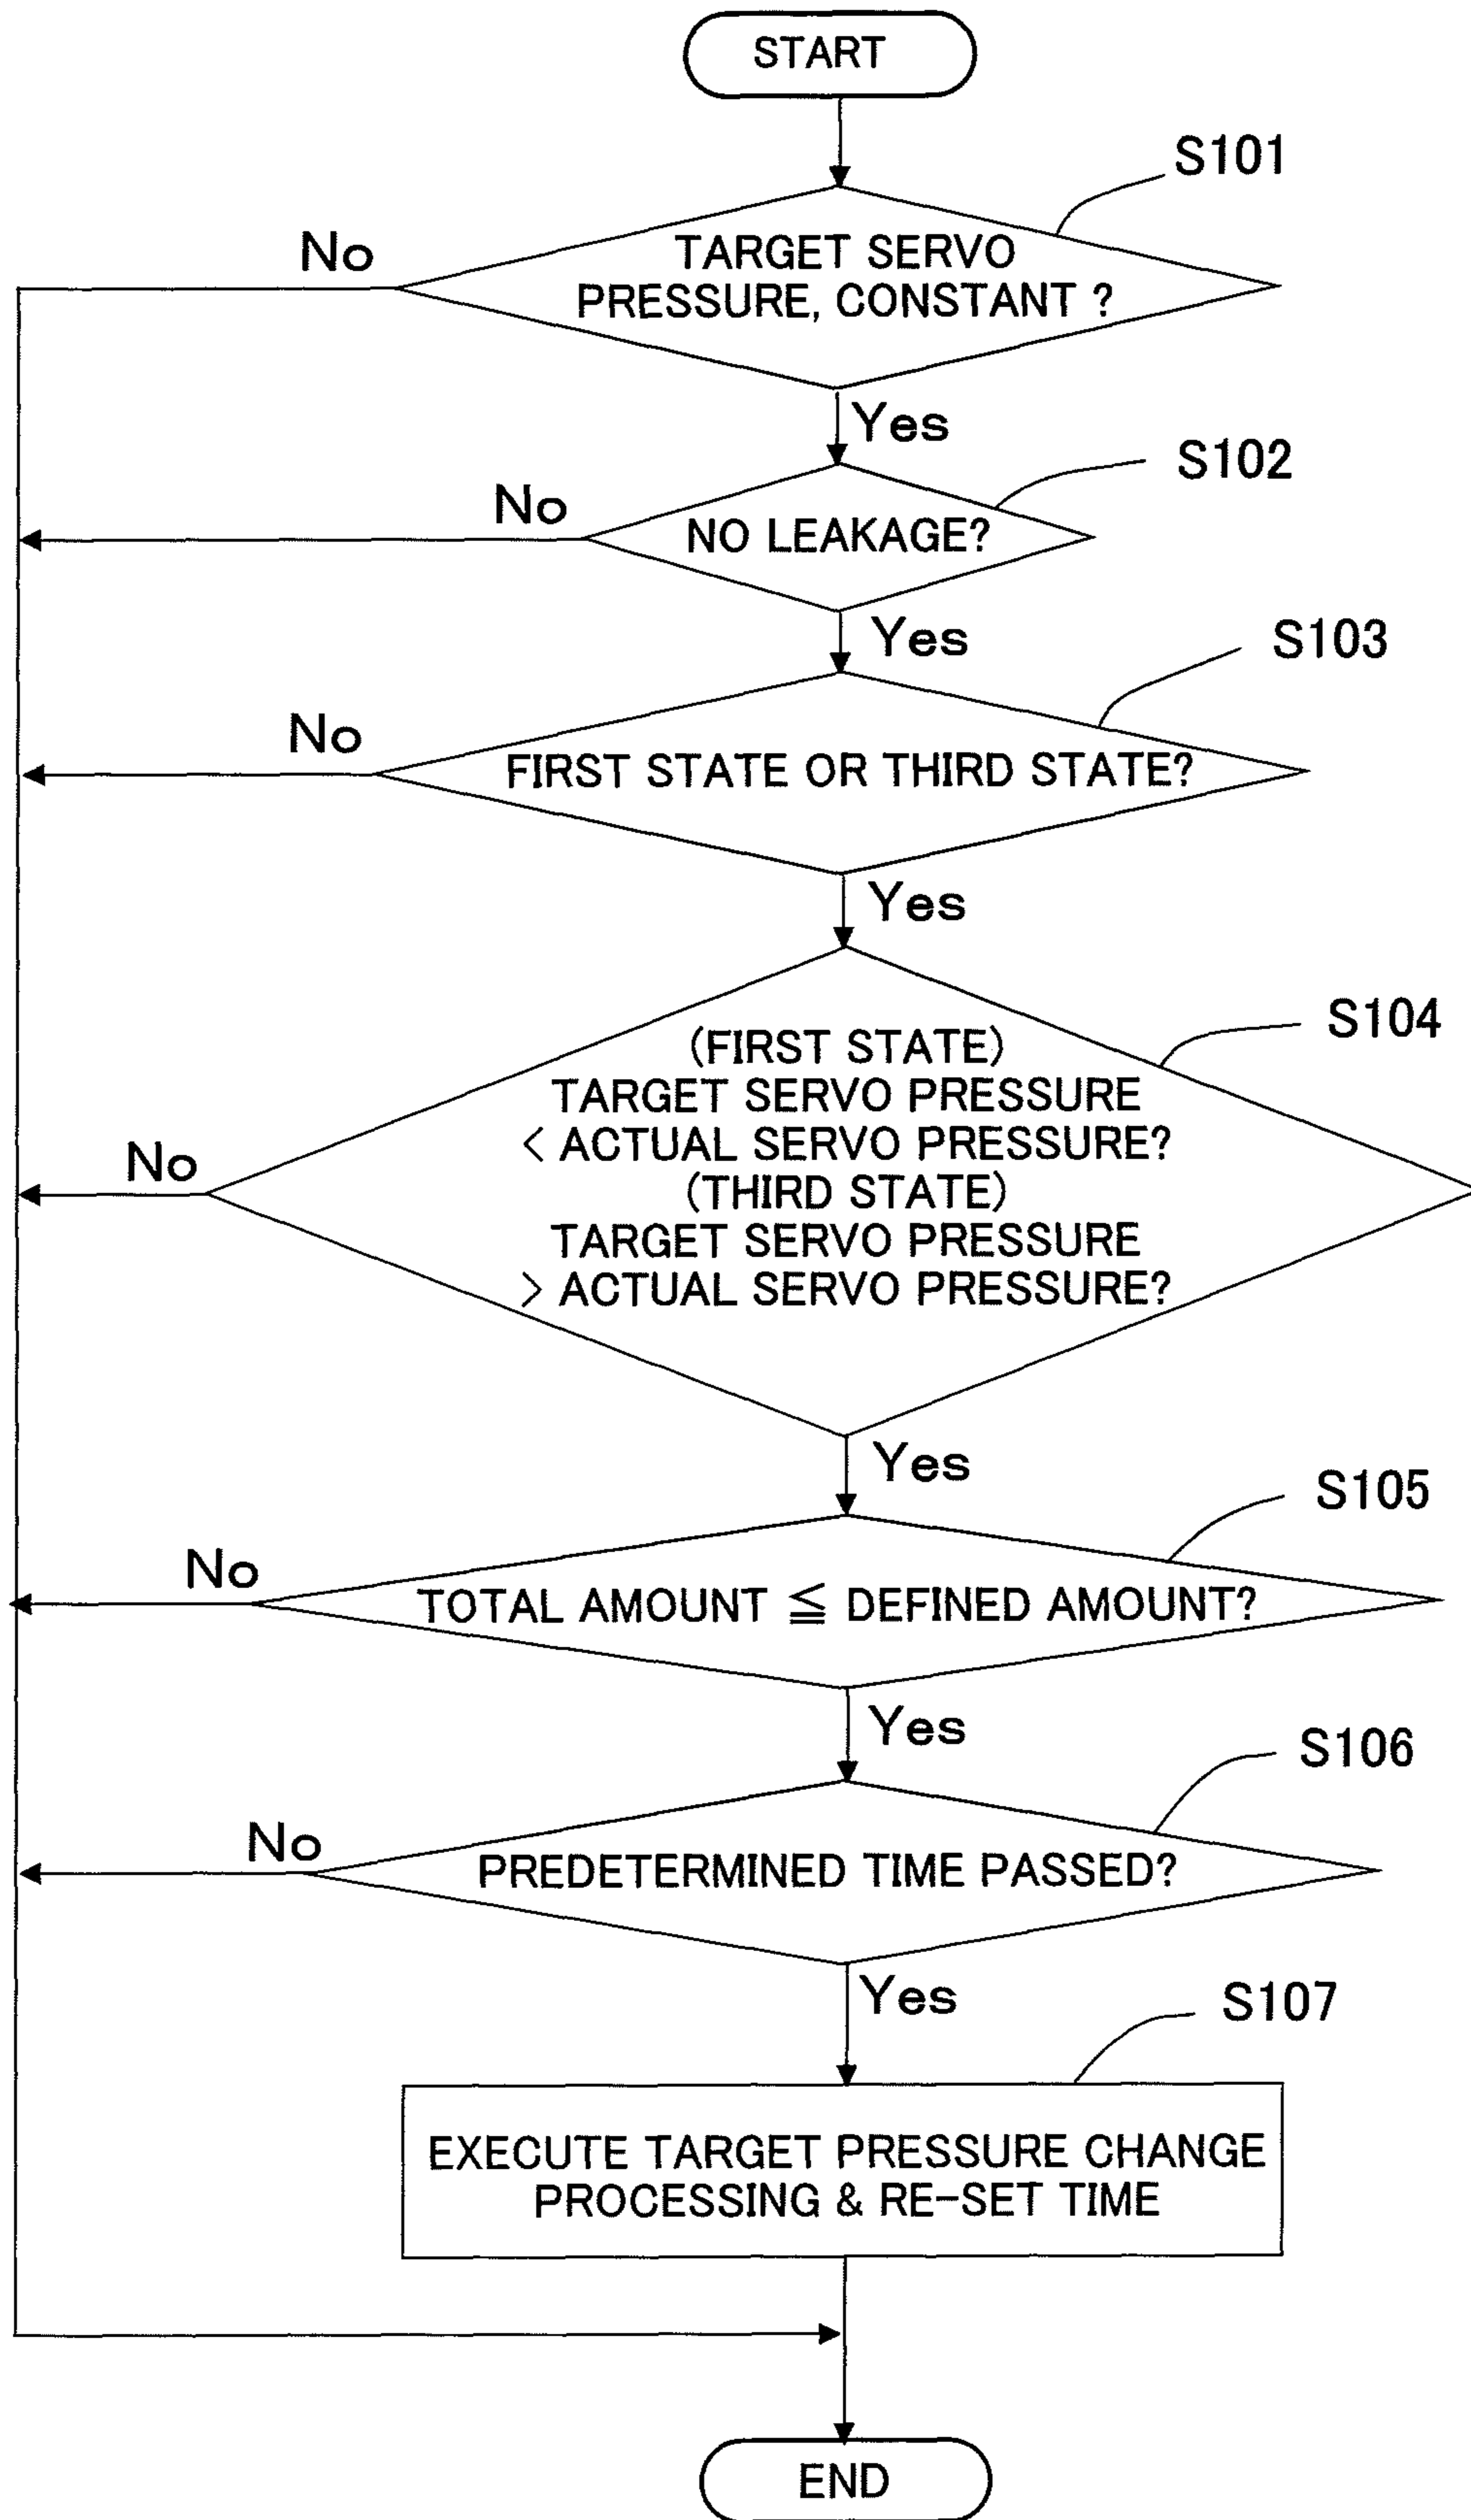 START
S101
No
TARGET SERVO
PRESSURE, CONSTANT ?
Yes
S102
No
NO LEAKAGE?
Yes
S103
No
FIRST STATE OR THIRD STATE?
Yes
S104
(FIRST STATE)
TARGET SERVO PRESSURE
< ACTUAL SERVO PRESSURE?
No
(THIRD STATE)
TARGET SERVO PRESSURE
> ACTUAL SERVO PRESSURE?
Yes
S105
No
TOTAL AMOUNT ≦ DEFINED AMOUNT?
Yes
S106
No
PREDETERMINED TIME PASSED?
Yes
S107
EXECUTE TARGET PRESSURE CHANGE
PROCESSING & RE-SET TIME
END